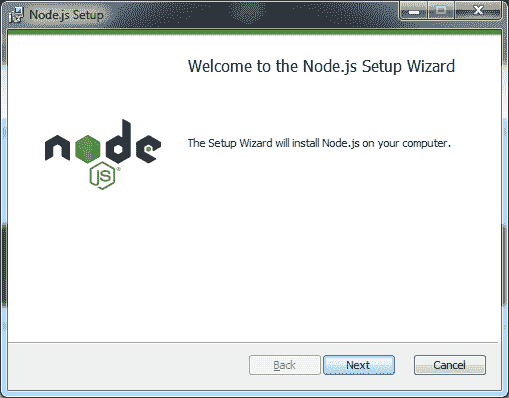 Node.js Setup
Welcome to the Node.js Setup Wizard
The Setup Wizard will install Node.js on your computer.
node
JS®
Back
Next
Cancel